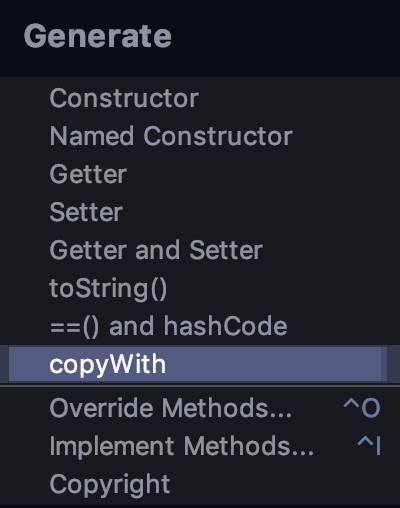 Generate
Constructor
Named Constructor
Getter
Setter
Getter and Setter
toString()
==() and hashCode
copyWith
Override Methods... ^O
Implement Methods... ^I
Copyright